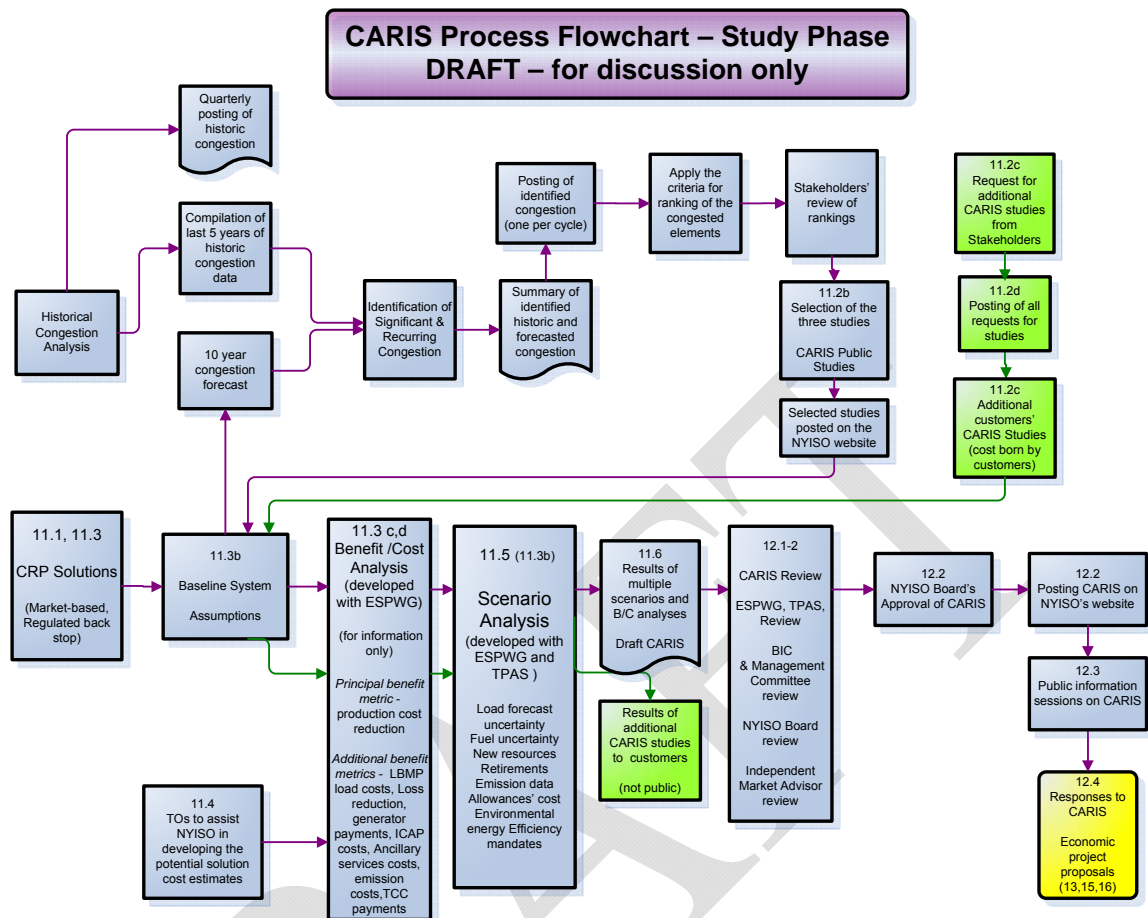 CARIS Process Flowchart – Study Phase
DRAFT – for discussion only
Quarterly
posting of
historic
congestion
Compilation of
last 5 years of
historic
congestion
data
Historical
Congestion
Analysis
10 year
congestion
forecast
Identification of
Significant &
Recurring
Congestion
Posting of
identified
congestion
(one per cycle)
Summary of
identified
historic and
forecasted
congestion
Apply the
criteria for
ranking of the
congested
elements
Stakeholders'
review of
rankings
11.2b
Selection of the
three studies
CARIS Public
Studies
Selected studies
posted on the
NYISO website
11.2c
Request for
additional
CARIS studies
from
Stakeholders
11.2d
Posting of all
requests for
studies
11.2c
Additional
customers'
CARIS Studies
(cost born by
customers)
11.1, 11.3
CRP Solutions
(Market-based,
Regulated back
stop)
11.3b
Baseline System
Assumptions
11.3 c,d
Benefit /Cost
Analysis
(developed
with ESPWG)
(for information
only)
Principal benefit
metric -
production cost
reduction
Additional benefit
metrics - LBMP
load costs, Loss
reduction,
generator
payments, ICAP
costs, Ancillary
services costs,
emission
costs,TCC
payments
11.4
TOs to assist
NYISO in
developing the
potential solution
cost estimates
11.5 (11.3b)
Scenario
Analysis
(developed with
ESPWG and
TPAS )
Load forecast
uncertainty
Fuel uncertainty
New resources
Retirements
Emission data
Allowances' cost
Environmental
energy Efficiency
mandates
11.6
Results of
multiple
scenarios and
B/C analyses
Draft CARIS
Results of
additional
CARIS studies
to customers
(not public)
12.1-2
CARIS Review
ESPWG, TPAS,
Review
BIC
& Management
Committee
review
NYISO Board
review
Independent
Market Advisor
review
12.2
NYISO Board's
Approval of CARIS
12.2
Posting CARIS on
NYISO's website
12.3
Public information
sessions on CARIS
12.4
Responses to
CARIS
Economic
project
proposals
(13,15,16)
DRAFT